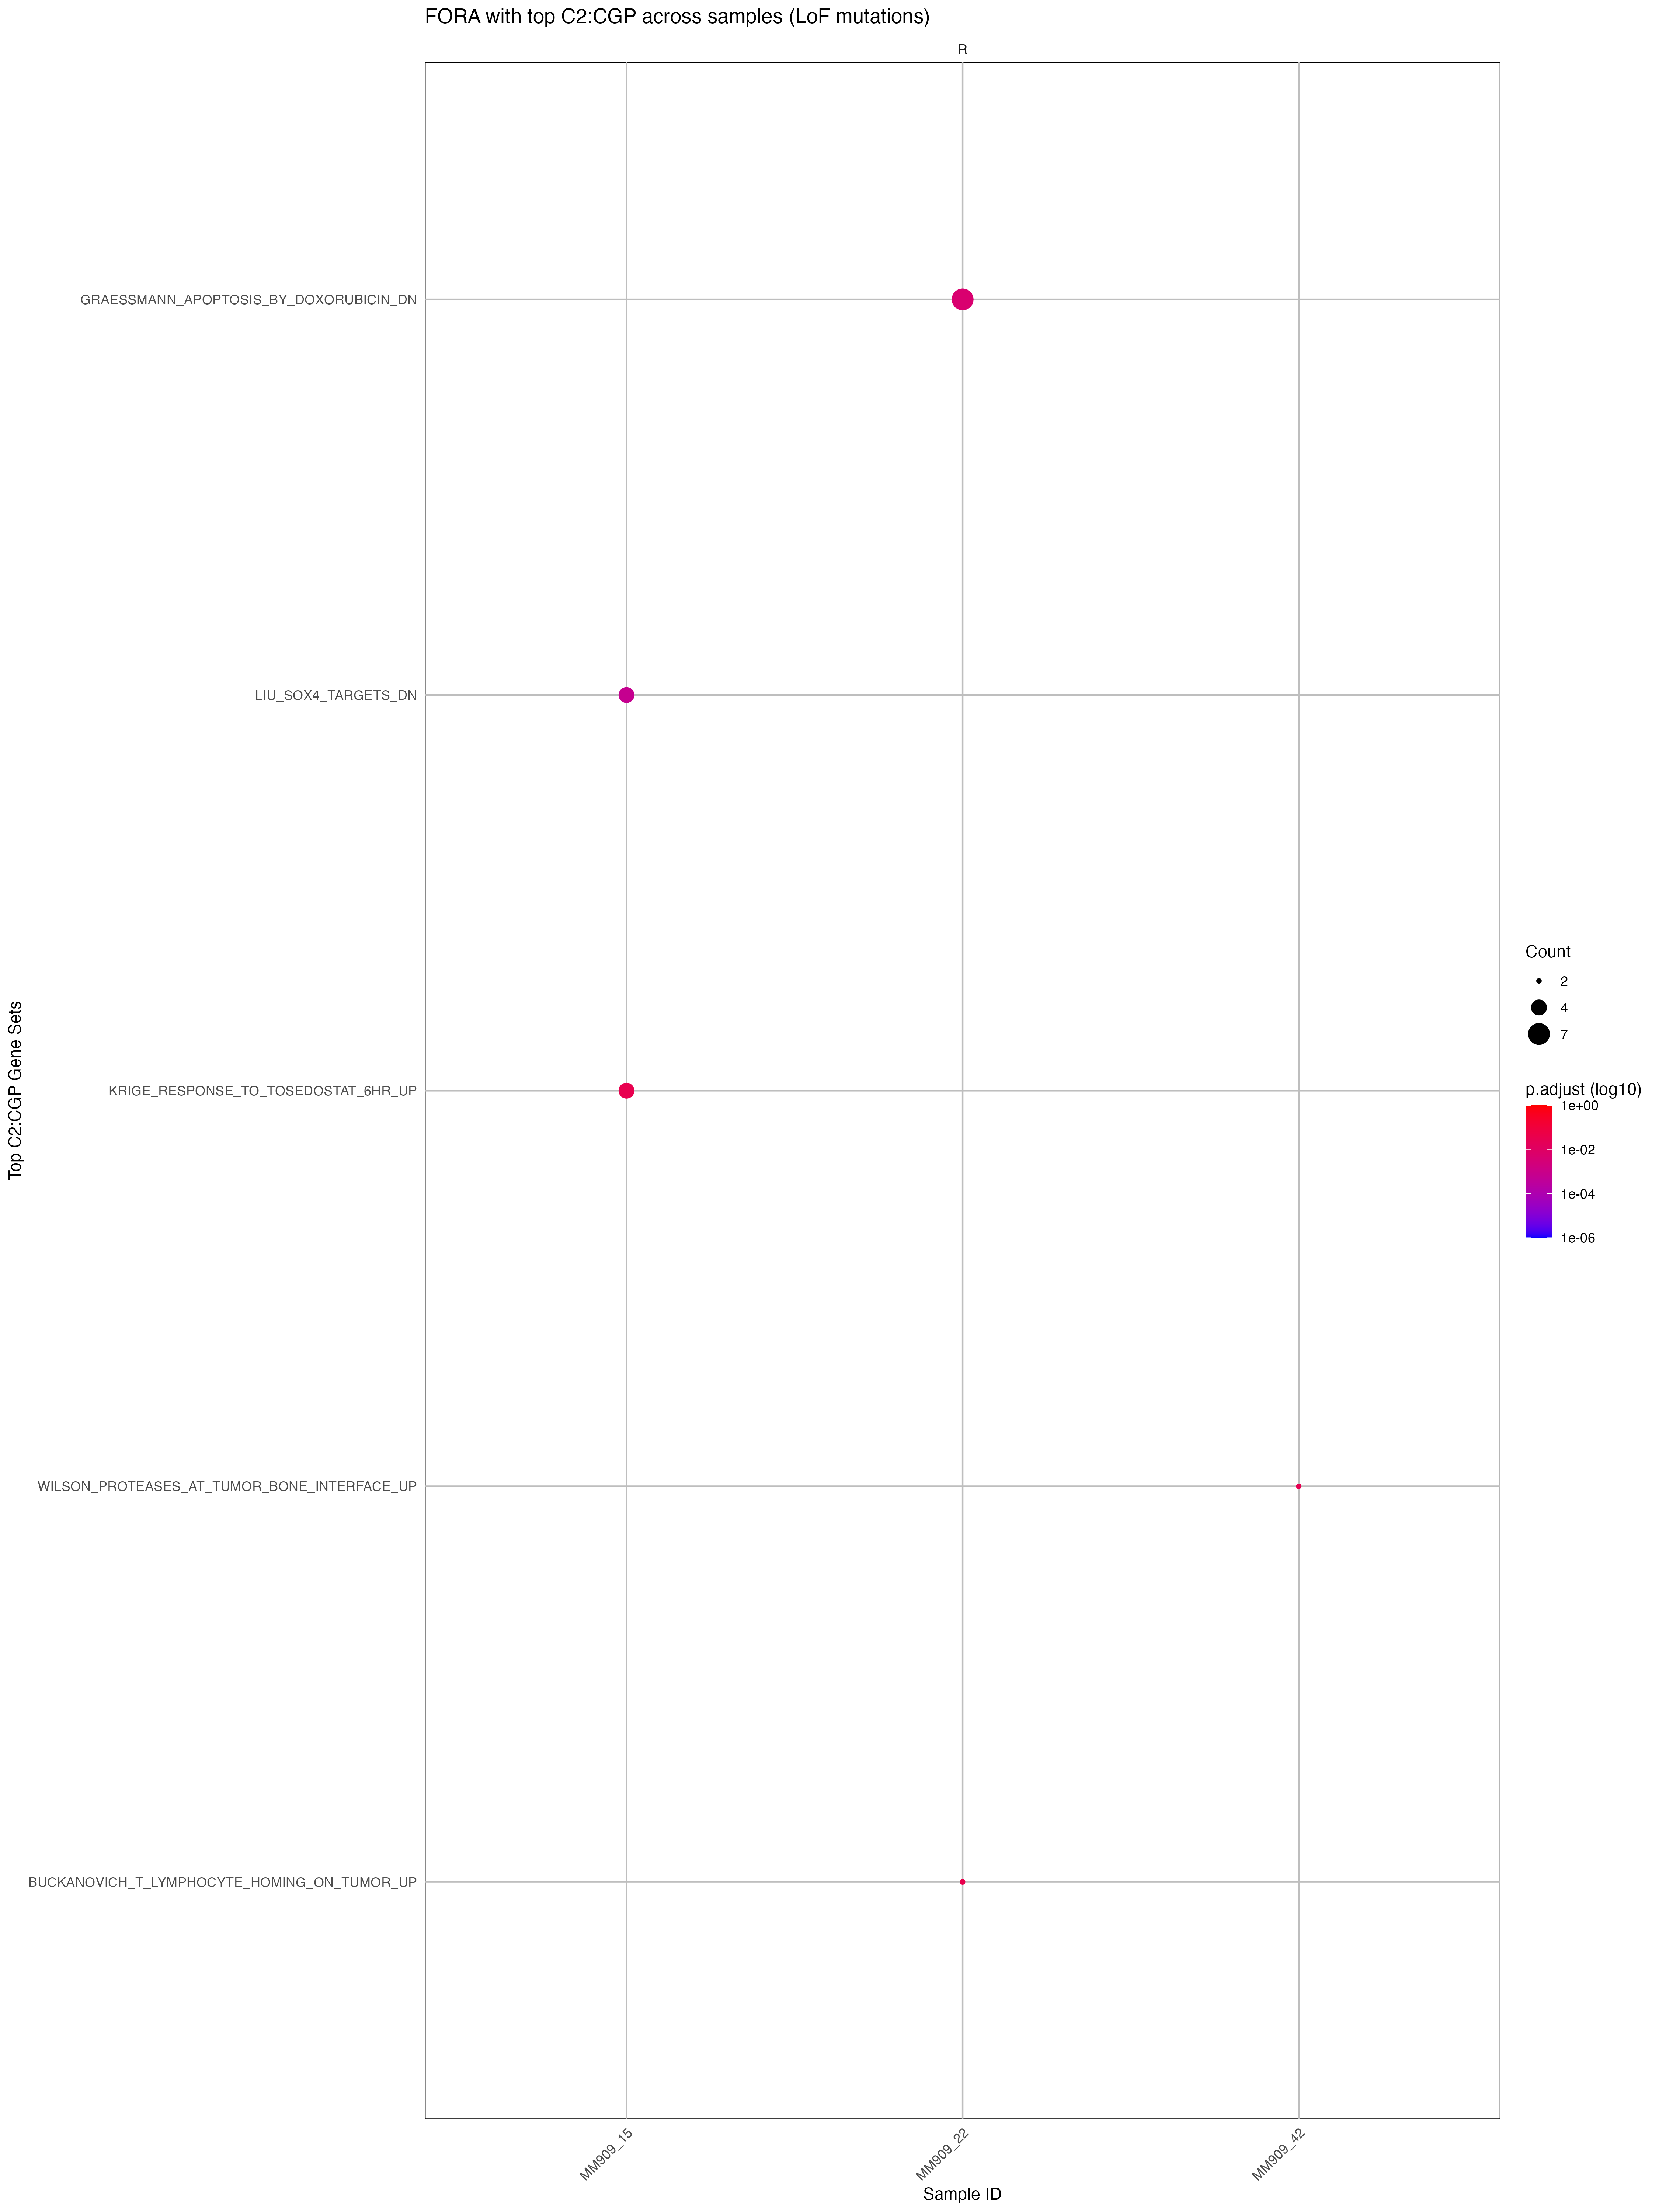 FORA with top C2:CGP across samples (LoF mutations)
R
GRAESSMANN_APOPTOSIS_BY_DOXORUBICIN_DN
LIU_SOX4_TARGETS_DN
KRIGE_RESPONSE_TO_TOSEDOSTAT_6HR_UP
WILSON_PROTEASES_AT_TUMOR_BONE_INTERFACE_UP
BUCKANOVICH_T_LYMPHOCYTE_HOMING_ON_TUMOR_UP
Top C2:CGP Gene Sets
MM909_15
MM909_22
MM909_42
Sample ID
Count
2
4
7
p.adjust (log10)
1e+00
1e-02
1e-04
1e-06